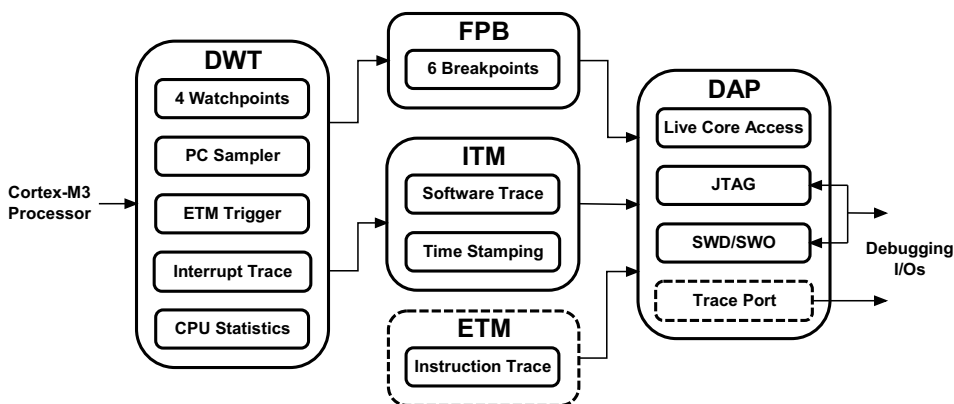 Cortex-M3
Processor
DWT
4 Watchpoints
PC Sampler
ETM Trigger
Interrupt Trace
CPU Statistics
FPB
6 Breakpoints
ITM
Software Trace
Time Stamping
ETM
Instruction Trace
DAP
Live Core Access
JTAG
SWD/SWO
Trace Port
Debugging
I/Os